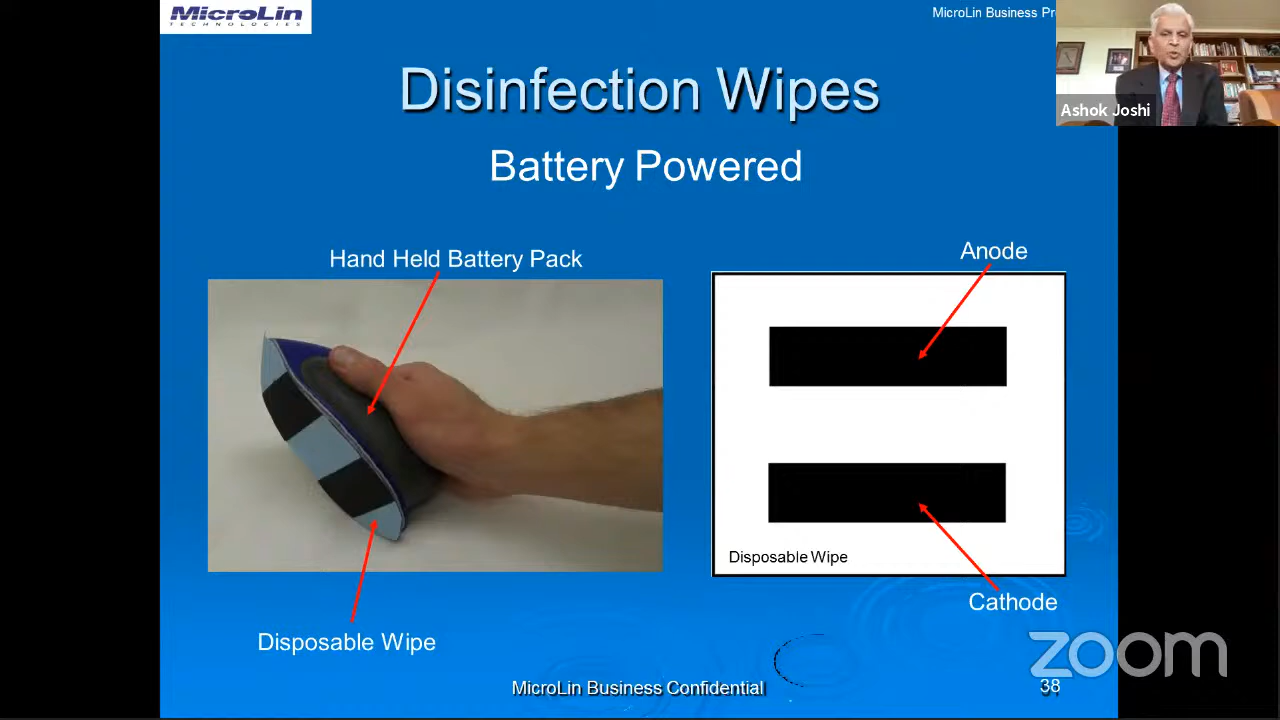 MicroLin
TECHNOLOGIES
MicroLin Business Pr
Ashok Joshi
Disinfection Wipes
Battery Powered
Hand Held Battery Pack
Anode
Disposable Wipe
Cathode
Disposable Wipe
zoom
MicroLin Business Confidential
38